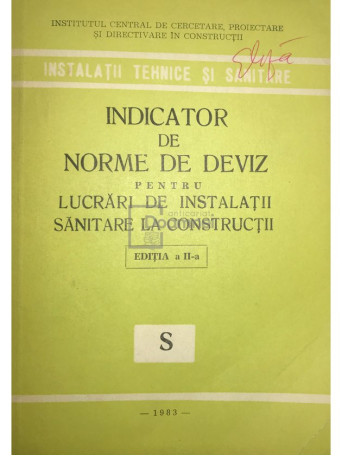 INSTITUTUL CENTRAL DE CERCETARE, PROIECTARE
ȘI DIRECTIVARE ÎN CONSTRUCȚII
INSTALAȚII TEHNICE ȘI SANITARE
INDICATOR
DE
NORME DE DEVIZ
PENTRU
LUCRĂRI DE INSTALAȚII
SANITARE LA CONSTRUCȚII
anticariat
EDIȚIA a II-a
S
— 1983 —